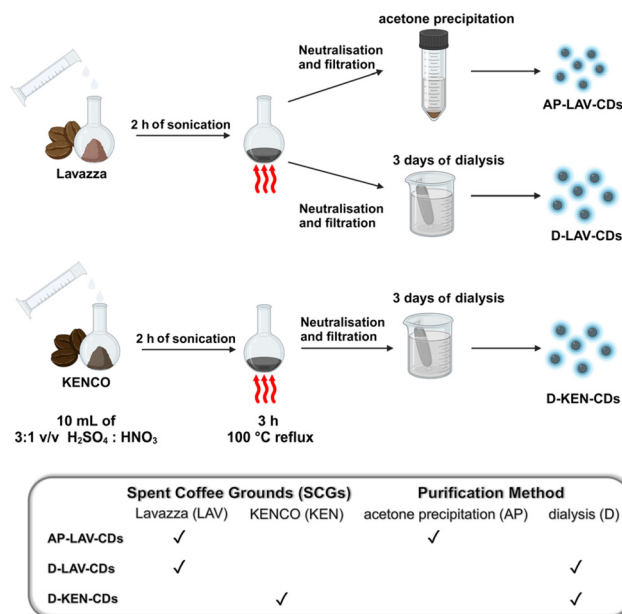 acetone precipitation
Neutralisation
and filtration
AP-LAV-CDs
2 h of sonication
Lavazza
3 days of dialysis
Neutralisation
and filtration
D-LAV-CDs
3 days of dialysis
Neutralisation
and filtration
2 h of sonication
KENCO
D-KEN-CDs
10 mL of
3:1 v/v H₂SO₄ : HNO₃
3 h
100 °C reflux
Spent Coffee Grounds (SCGs) Purification Method
Lavazza (LAV) KENCO (KEN) acetone precipitation (AP) dialysis (D)
AP-LAV-CDs ✓ ✓
D-LAV-CDs ✓ ✓
D-KEN-CDs ✓ ✓